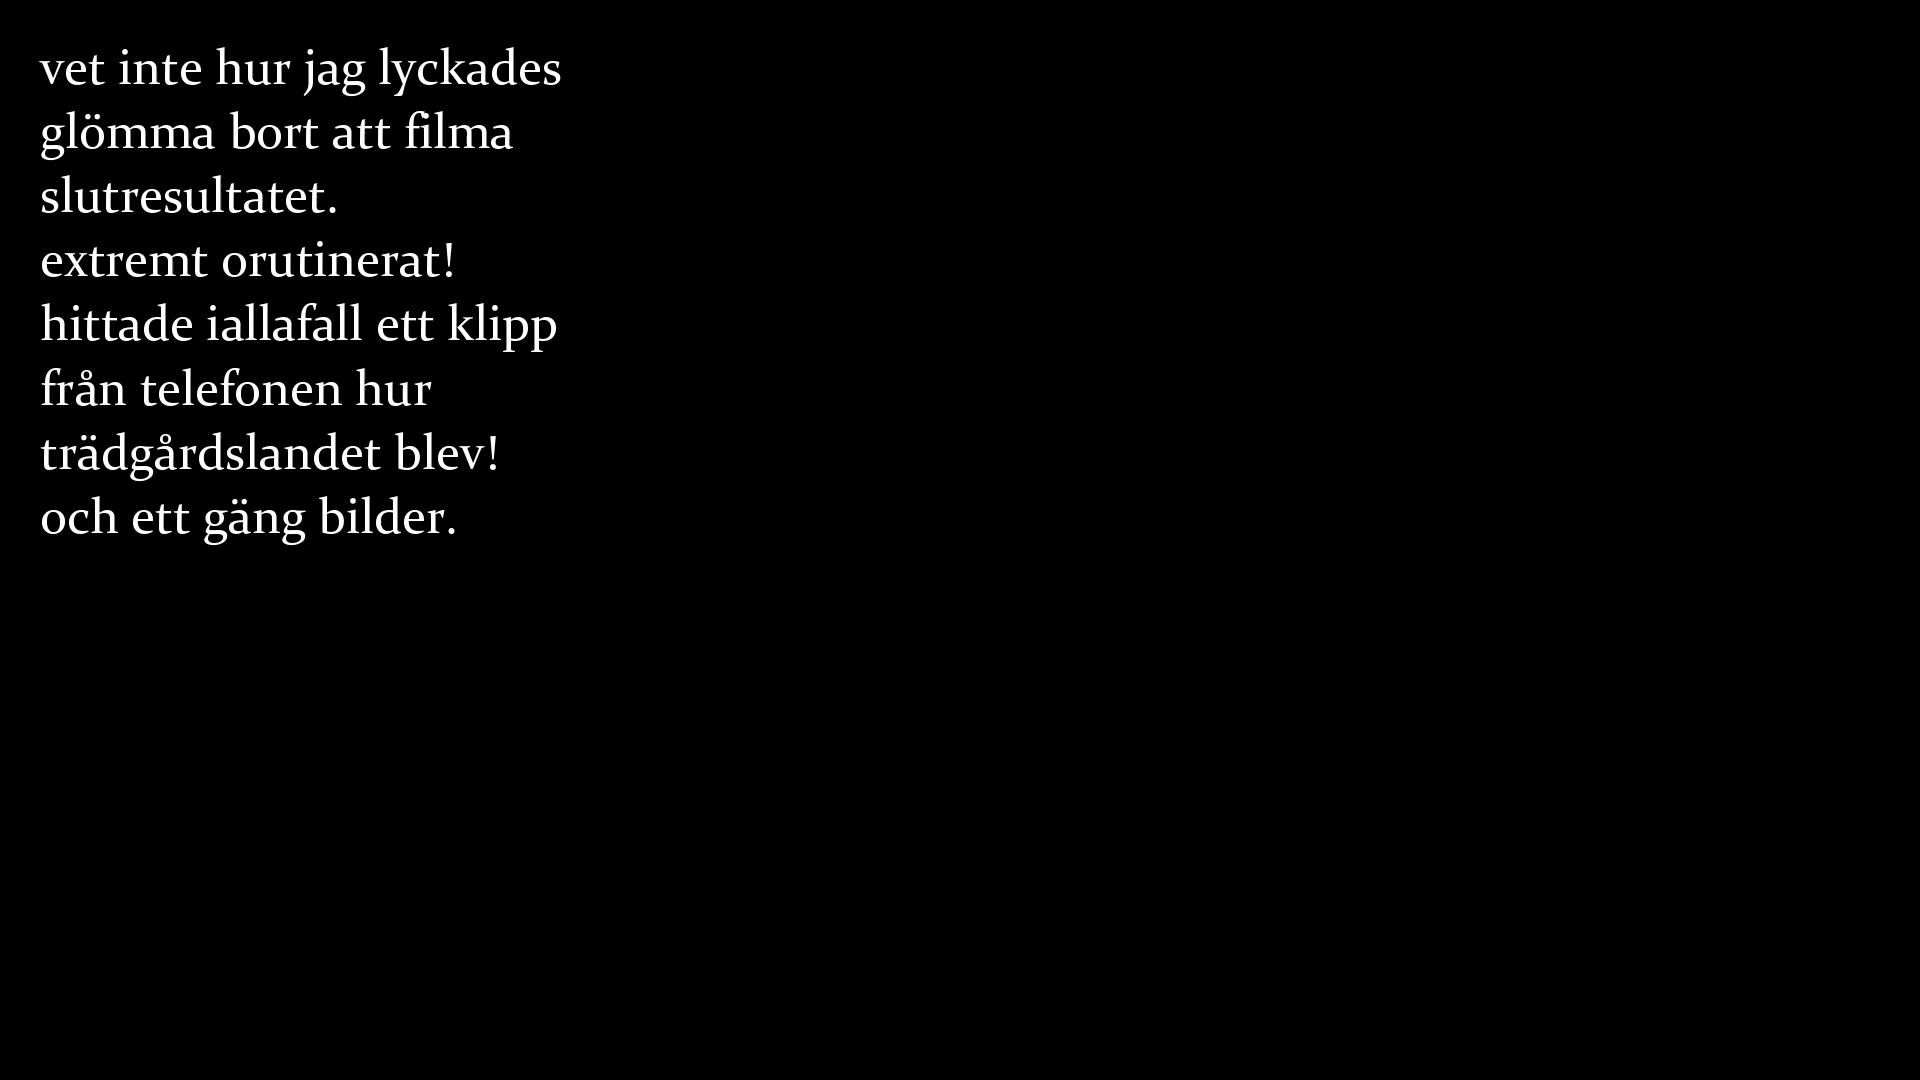 vet inte hur jag lyckades
glömma bort att filma
slutresultatet.
extremt orutinerat!
hittade iallafall ett klipp
från telefonen hur
trädgårdslandet blev!
och ett gäng bilder.